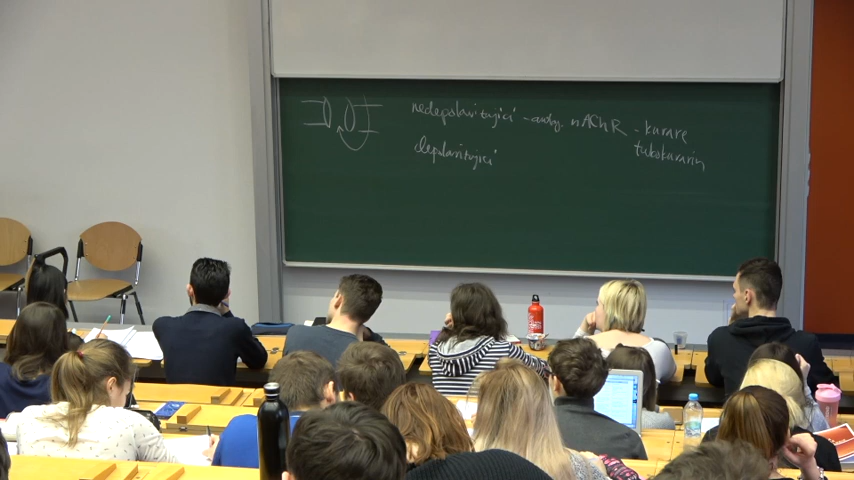 nedepolarizující - antag. nAChR - kurare
tubokurarin
depolarizující